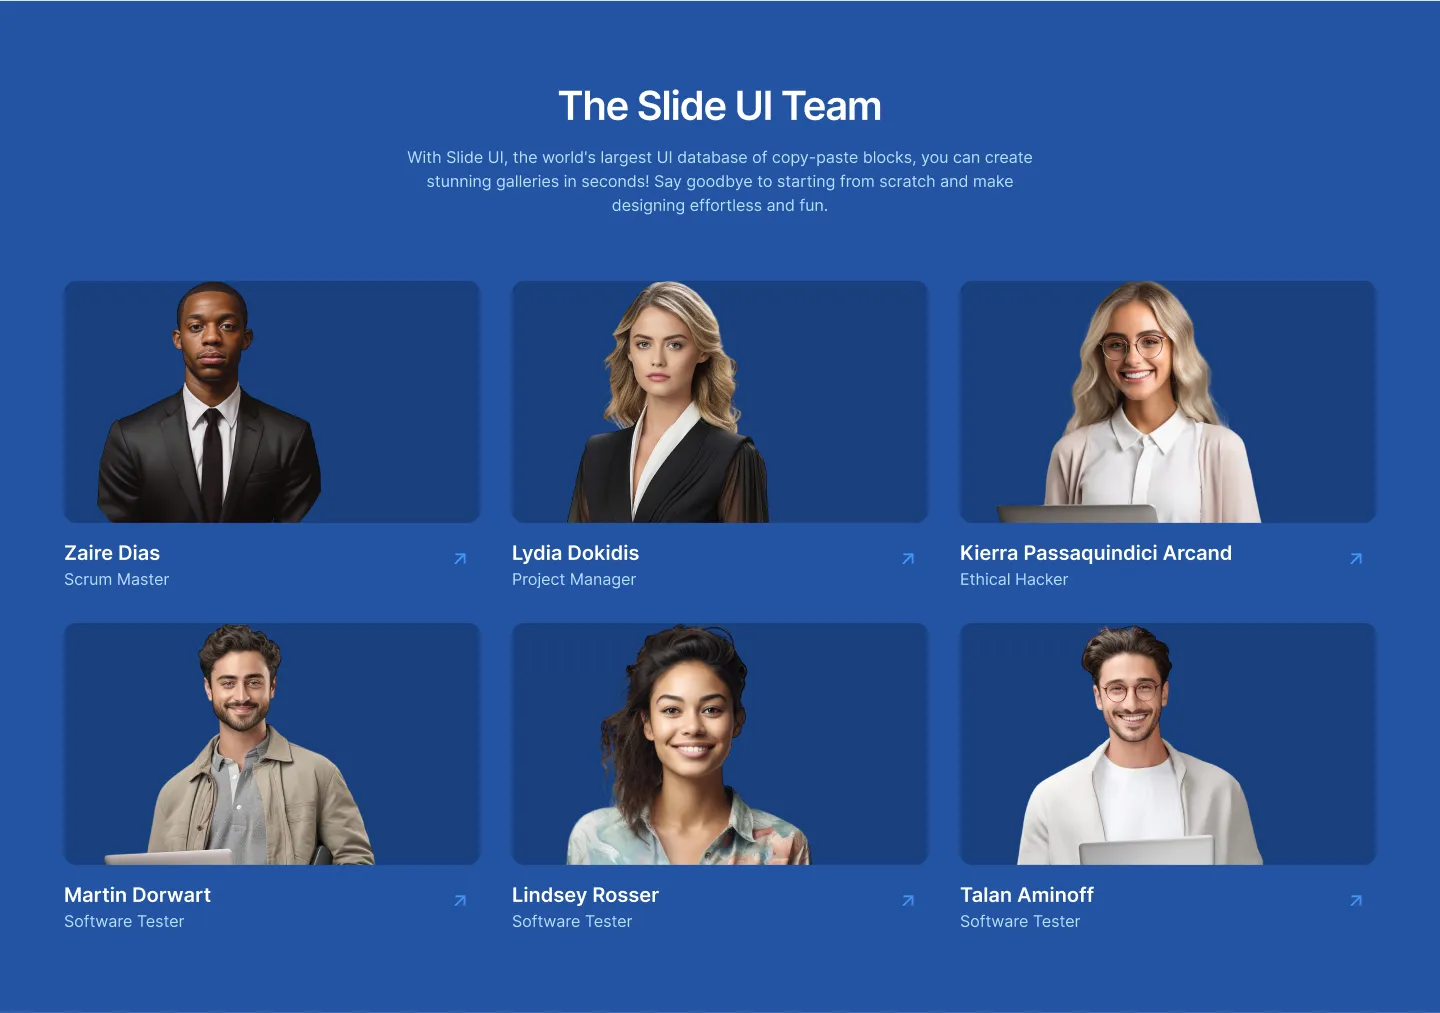 The Slide UI Team
With Slide UI, the world's largest UI database of copy-paste blocks, you can create
stunning galleries in seconds! Say goodbye to starting from scratch and make
designing effortless and fun.
Zaire Dias
Scrum Master
Lydia Dokidis
Project Manager
Kierra Passaquindici Arcand
Ethical Hacker
Martin Dorwart
Software Tester
Lindsey Rosser
Software Tester
Talan Aminoff
Software Tester